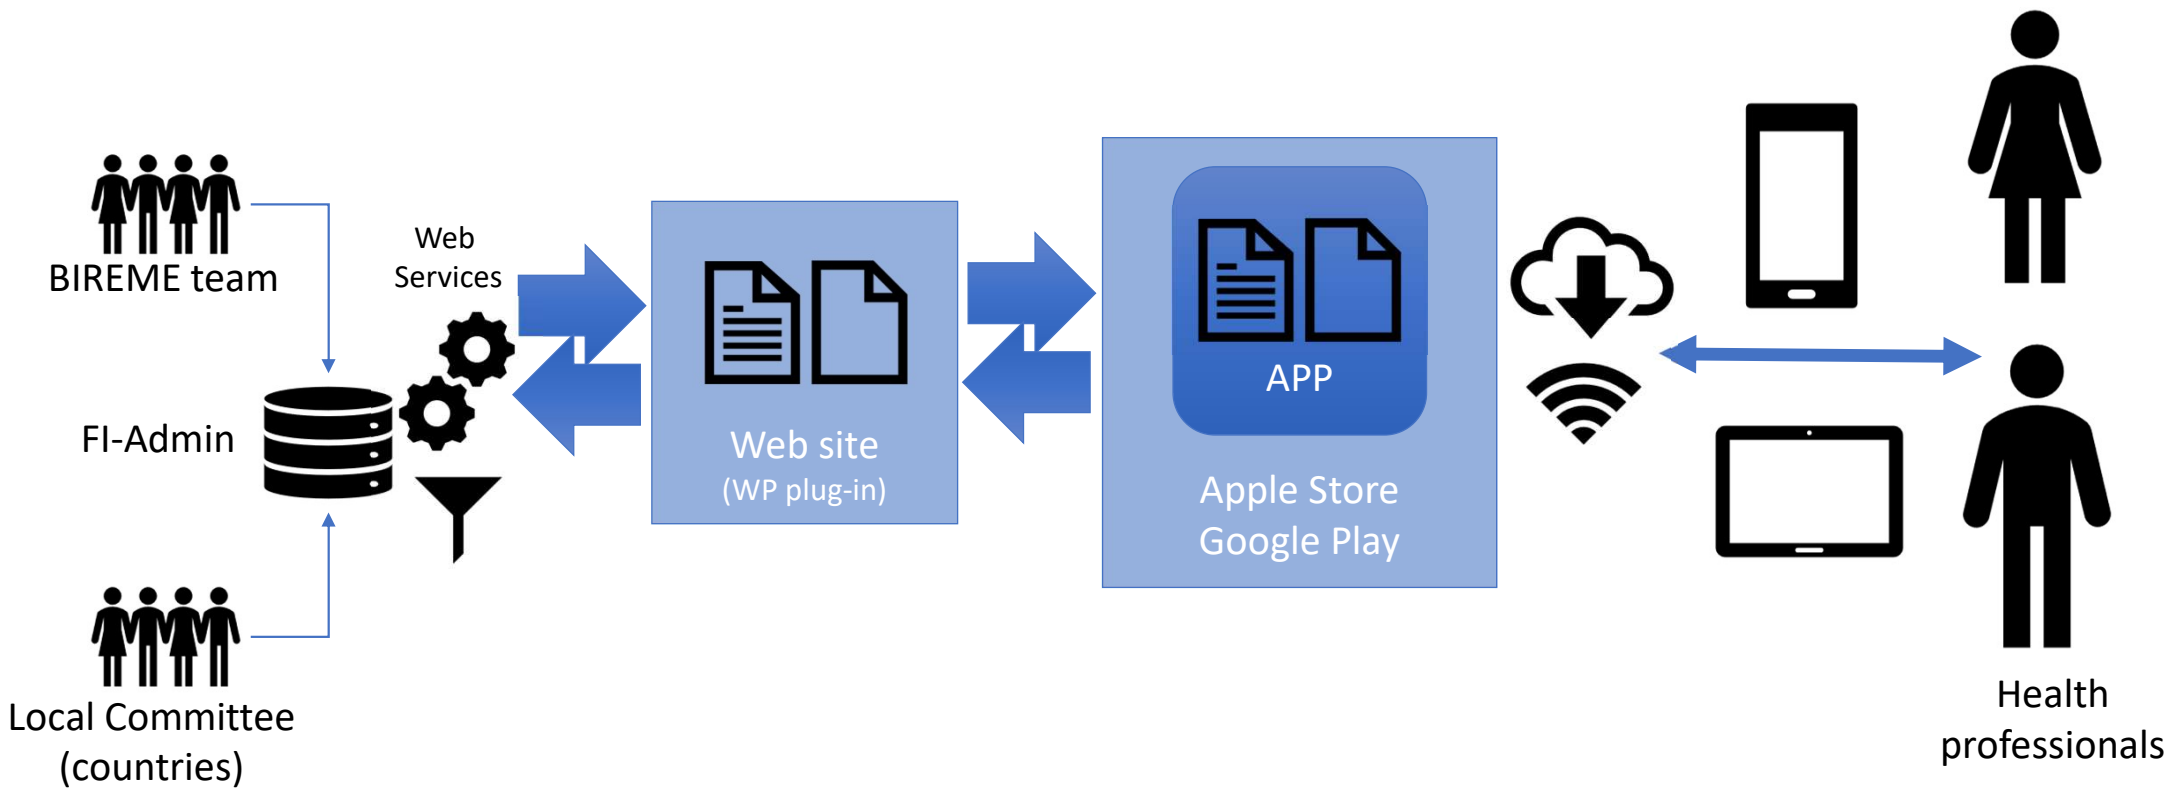 BIREME team
FI-Admin
Local Committee
(countries)
Web
Services
Web site
(WP plug-in)
APP
Apple Store
Google Play
Health
professionals